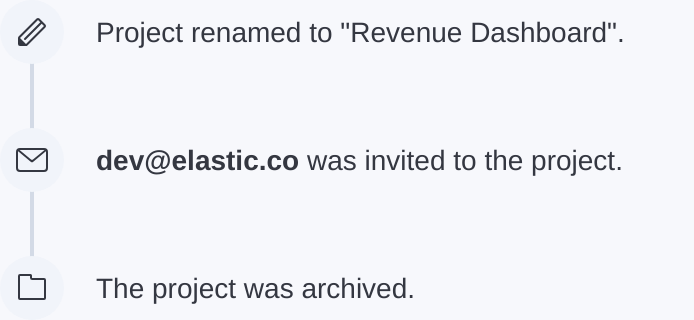 Project renamed to "Revenue Dashboard".
dev@elastic.co was invited to the project.
The project was archived.